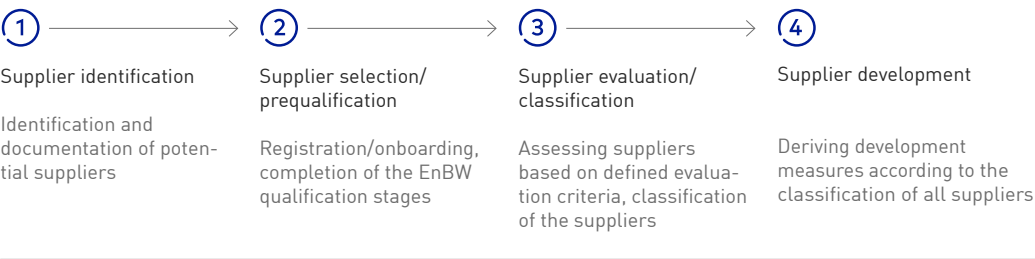 1
Supplier identification
Identification and
documentation of poten-
tial suppliers
2
Supplier selection/
prequalification
Registration/onboarding,
completion of the EnBW
qualification stages
3
Supplier evaluation/
classification
Assessing suppliers
based on defined evalua-
tion criteria, classification
of the suppliers
4
Supplier development
Deriving development
measures according to the
classification of all suppliers